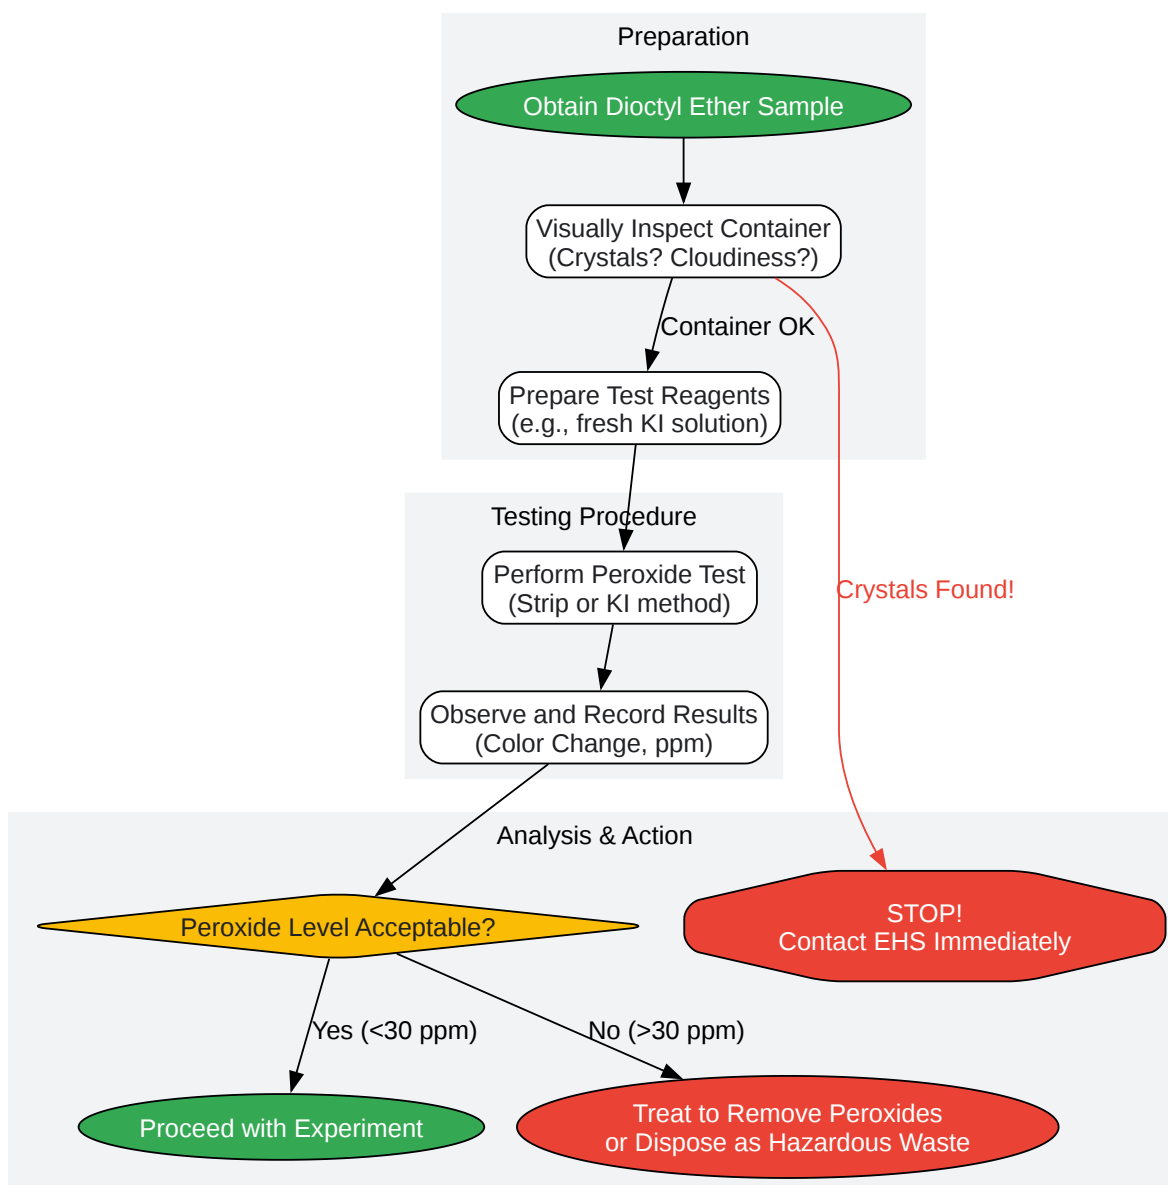 Preparation
Obtain Dioctyl Ether Sample
Visually Inspect Container
(Crystals? Cloudiness?)
Container OK
Prepare Test Reagents
(e.g., fresh KI solution)
Testing Procedure
Perform Peroxide Test
(Strip or KI method)
Crystals Found!
Observe and Record Results
(Color Change, ppm)
Analysis & Action
Peroxide Level Acceptable?
STOP!
Contact EHS Immediately
Yes (<30 ppm)
No (>30 ppm)
Proceed with Experiment
Treat to Remove Peroxides
or Dispose as Hazardous Waste